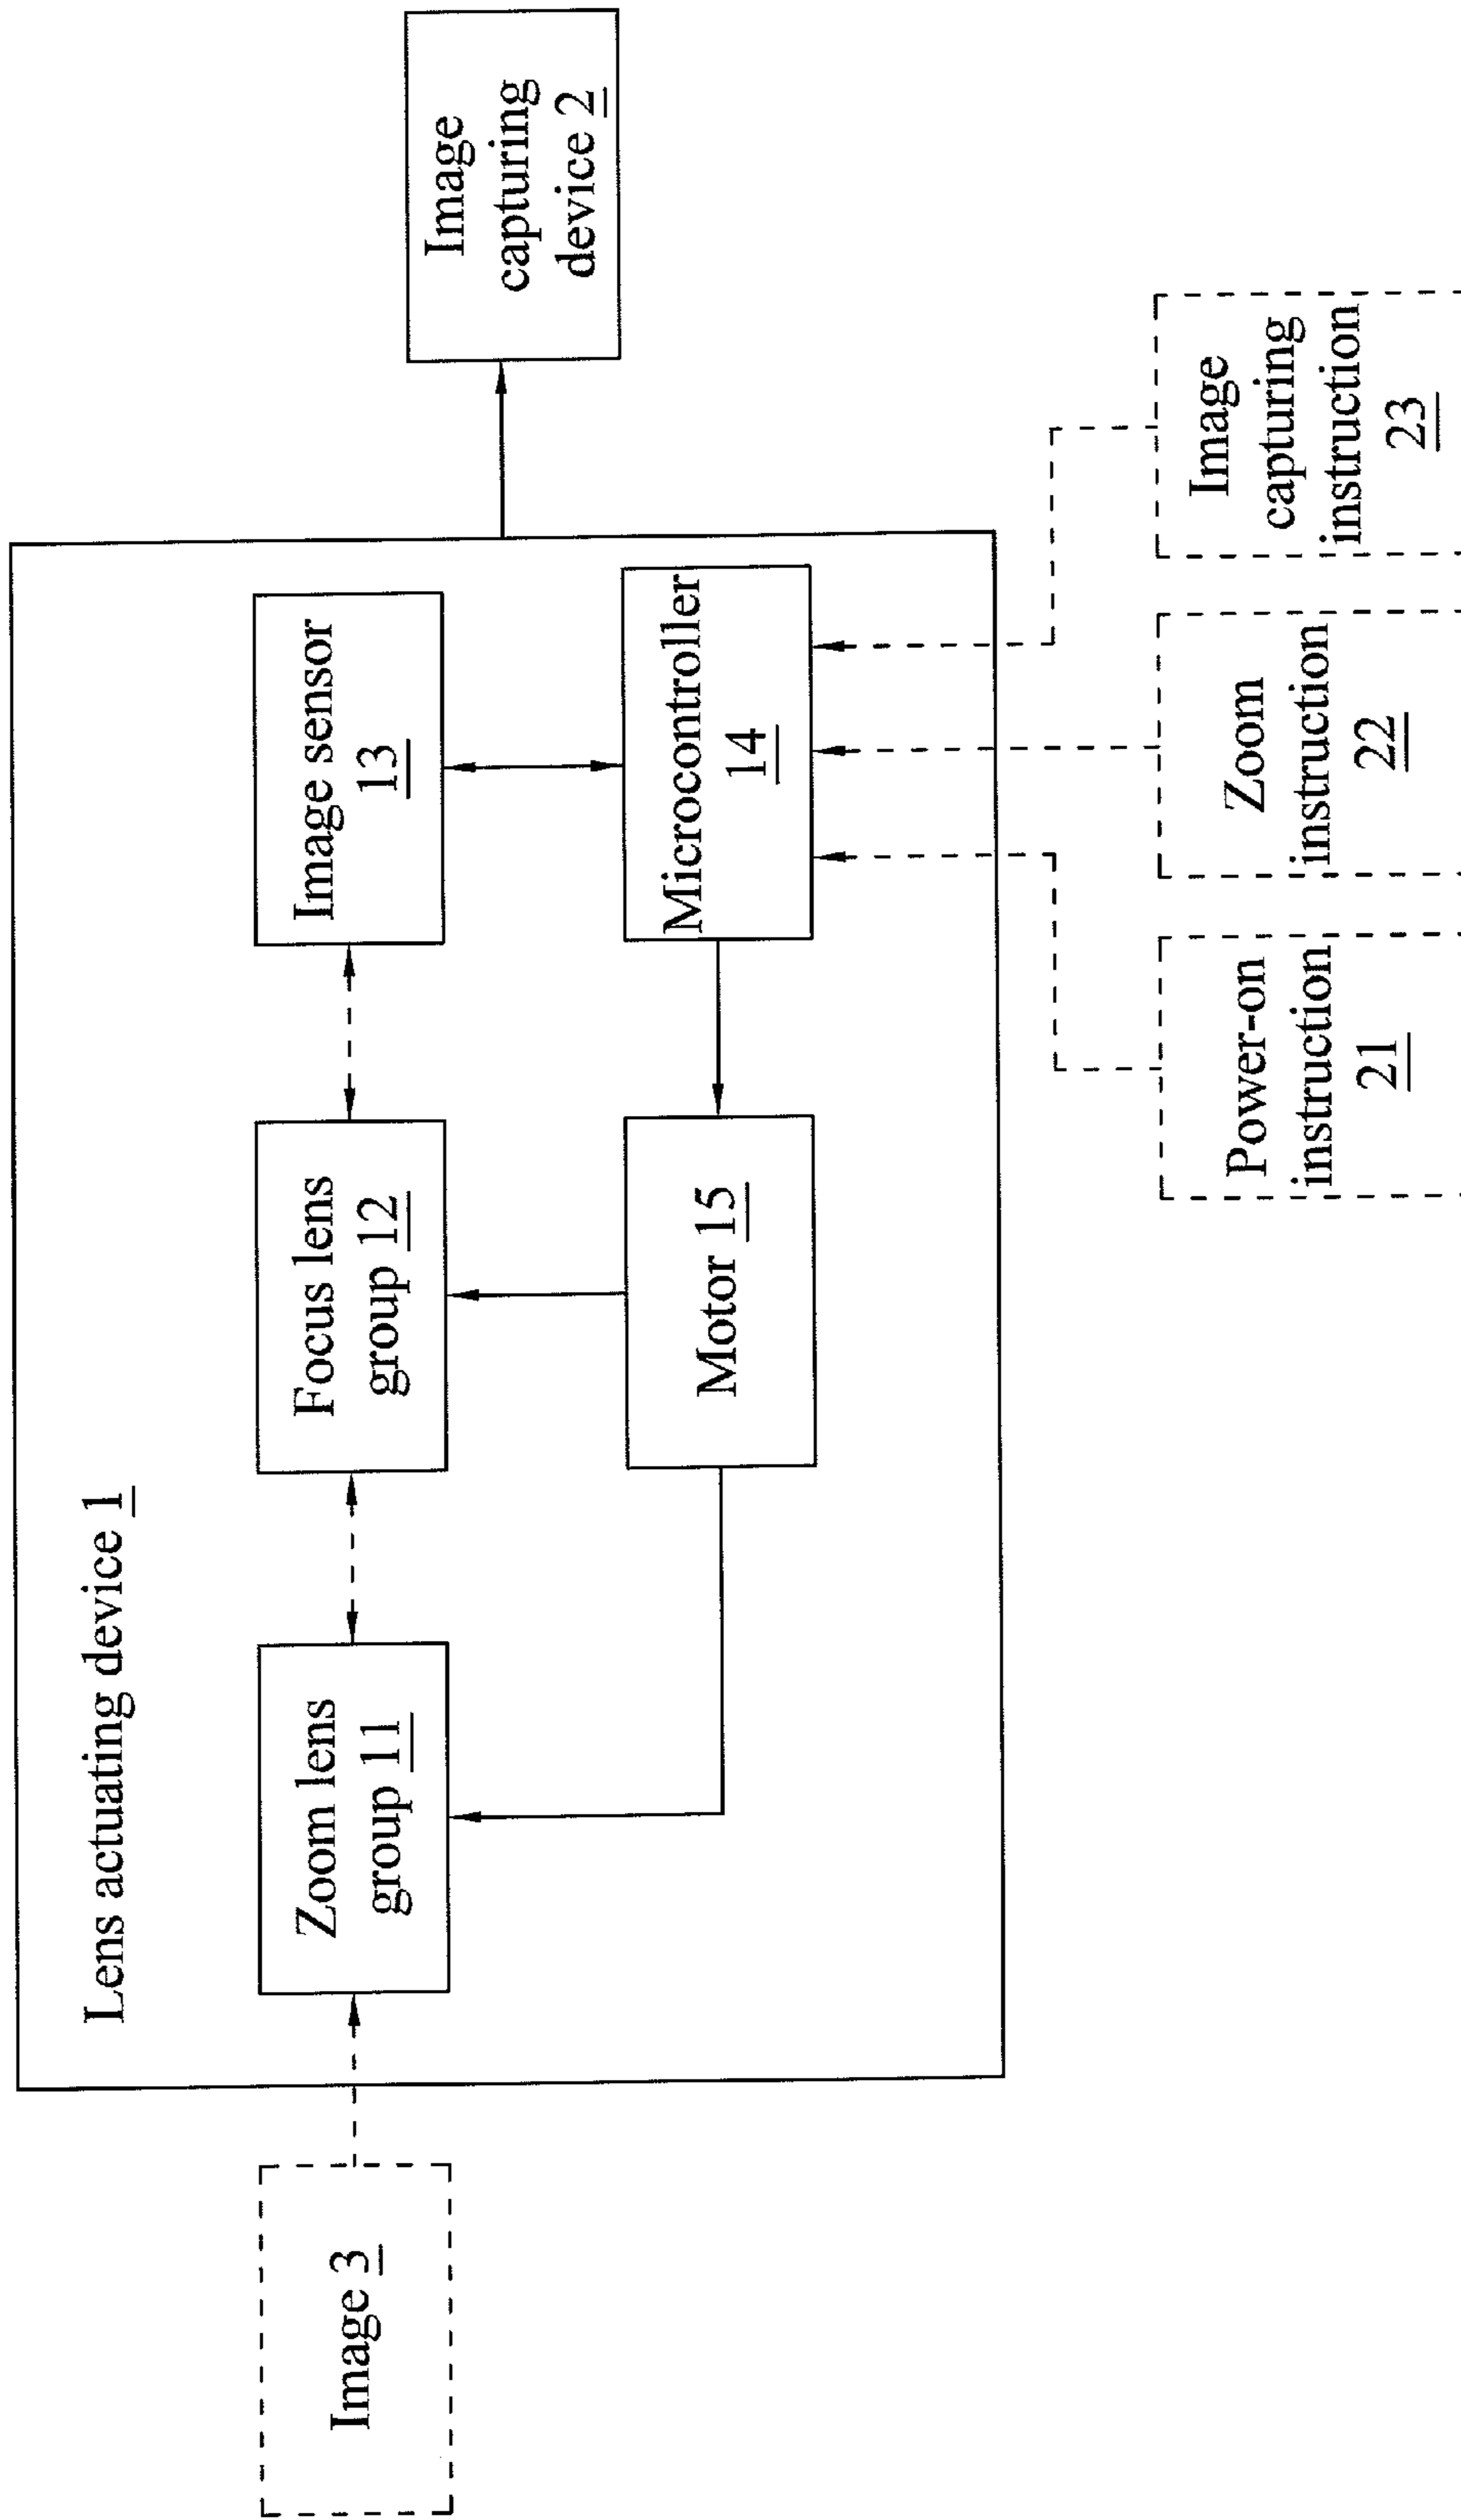 Lens actuating device 1
Image 3
Zoom lens
group 11
Focus lens
group 12
Image sensor
13
Motor 15
Microcontroller
14
Image
capturing
device 2
Power-on
instruction
21
Zoom
instruction
22
Image
capturing
instruction
23